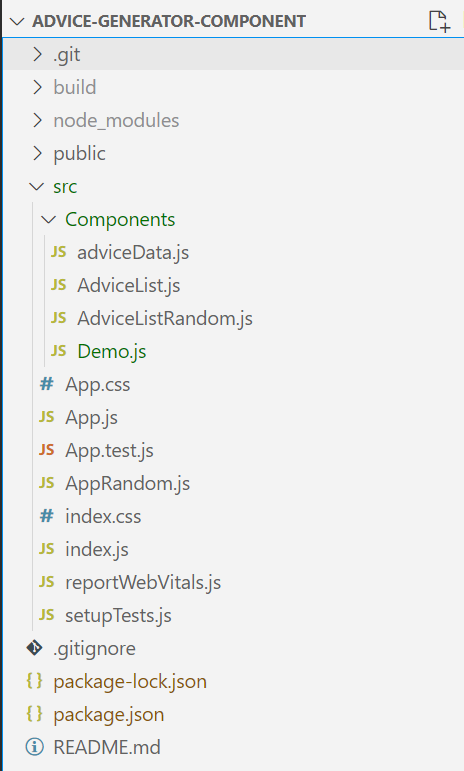 ADVICE-GENERATOR-COMPONENT
.git
build
node_modules
public
src
Components
JS adviceData.js
JS AdviceList.js
JS AdviceListRandom.js
JS Demo.js
# App.css
JS App.js
JS App.test.js
JS AppRandom.js
# index.css
JS index.js
JS reportWebVitals.js
JS setupTests.js
.gitignore
{} package-lock.json
{} package.json
README.md